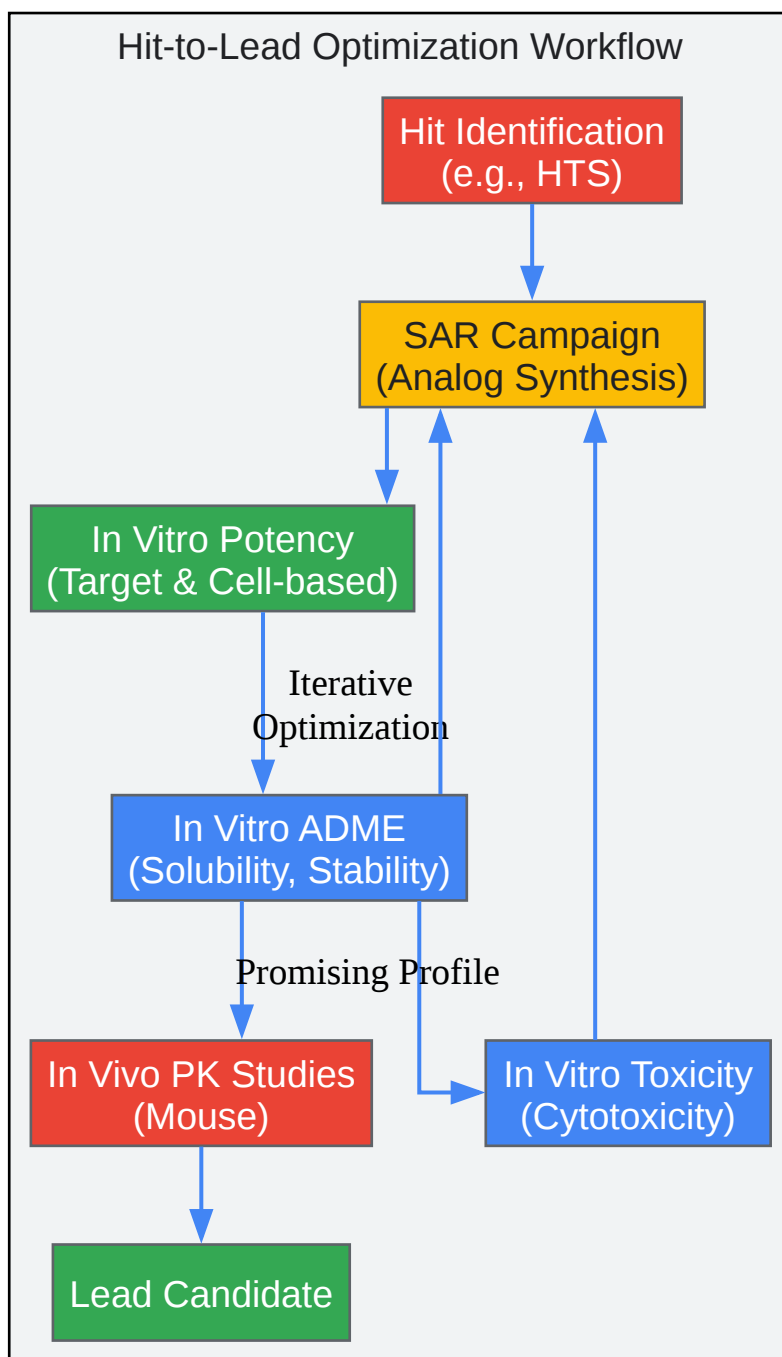 Hit-to-Lead Optimization Workflow
Hit Identification
(e.g., HTS)
SAR Campaign
(Analog Synthesis)
In Vitro Potency
(Target & Cell-based)
Iterative
Optimization
In Vitro ADME
(Solubility, Stability)
Promising Profile
In Vivo PK Studies
(Mouse)
In Vitro Toxicity
(Cytotoxicity)
Lead Candidate